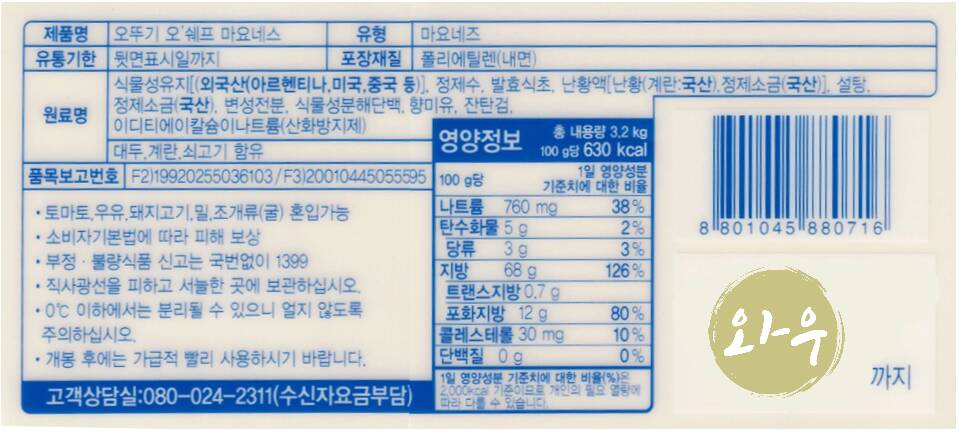 제품명 오뚜기 오'쉐프 마요네스 유형 마요네즈
유통기한 뒷면표시일까지 포장재질 폴리에틸렌(내면)
원료명 식물성유지[(외국산(아르헨티나,미국,중국 등)], 정제수, 발효식초, 난황액[난황(계란:국산),정제소금(국산)], 설탕,
정제소금(국산), 변성전분, 식물성분해단백, 향미유, 잔탄검,
이디티에이칼슘이나트륨(산화방지제)
대두,계란,쇠고기 함유
품목보고번호 F2)19920255036103/F3)20010445055595
• 토마토,우유,돼지고기,밀,조개류(굴) 혼입가능
• 소비자기본법에 따라 피해 보상
• 부정 · 불량식품 신고는 국번없이 1399
• 직사광선을 피하고 서늘한 곳에 보관하십시오.
• 0℃ 이하에서는 분리될 수 있으니 얼지 않도록
주의하십시오.
• 개봉 후에는 가급적 빨리 사용하시기 바랍니다.
고객상담실:080-024-2311(수신자요금부담)
영양정보 총 내용량 3.2 kg
100 g당 630 kcal
100 g당 1일 영양성분
기준치에 대한 비율
나트륨 760 mg 38%
탄수화물 5 g 2%
당류 3 g 3%
지방 68 g 126%
트랜스지방 0.7 g
포화지방 12 g 80%
콜레스테롤 30 mg 10%
단백질 0 g 0%
1일 영양성분 기준치에 대한 비율(%)은
2,000kcal 기준이므로 개인의 필요 열량에
따라 다를 수 있습니다.
8 801045 880716
와우
까지